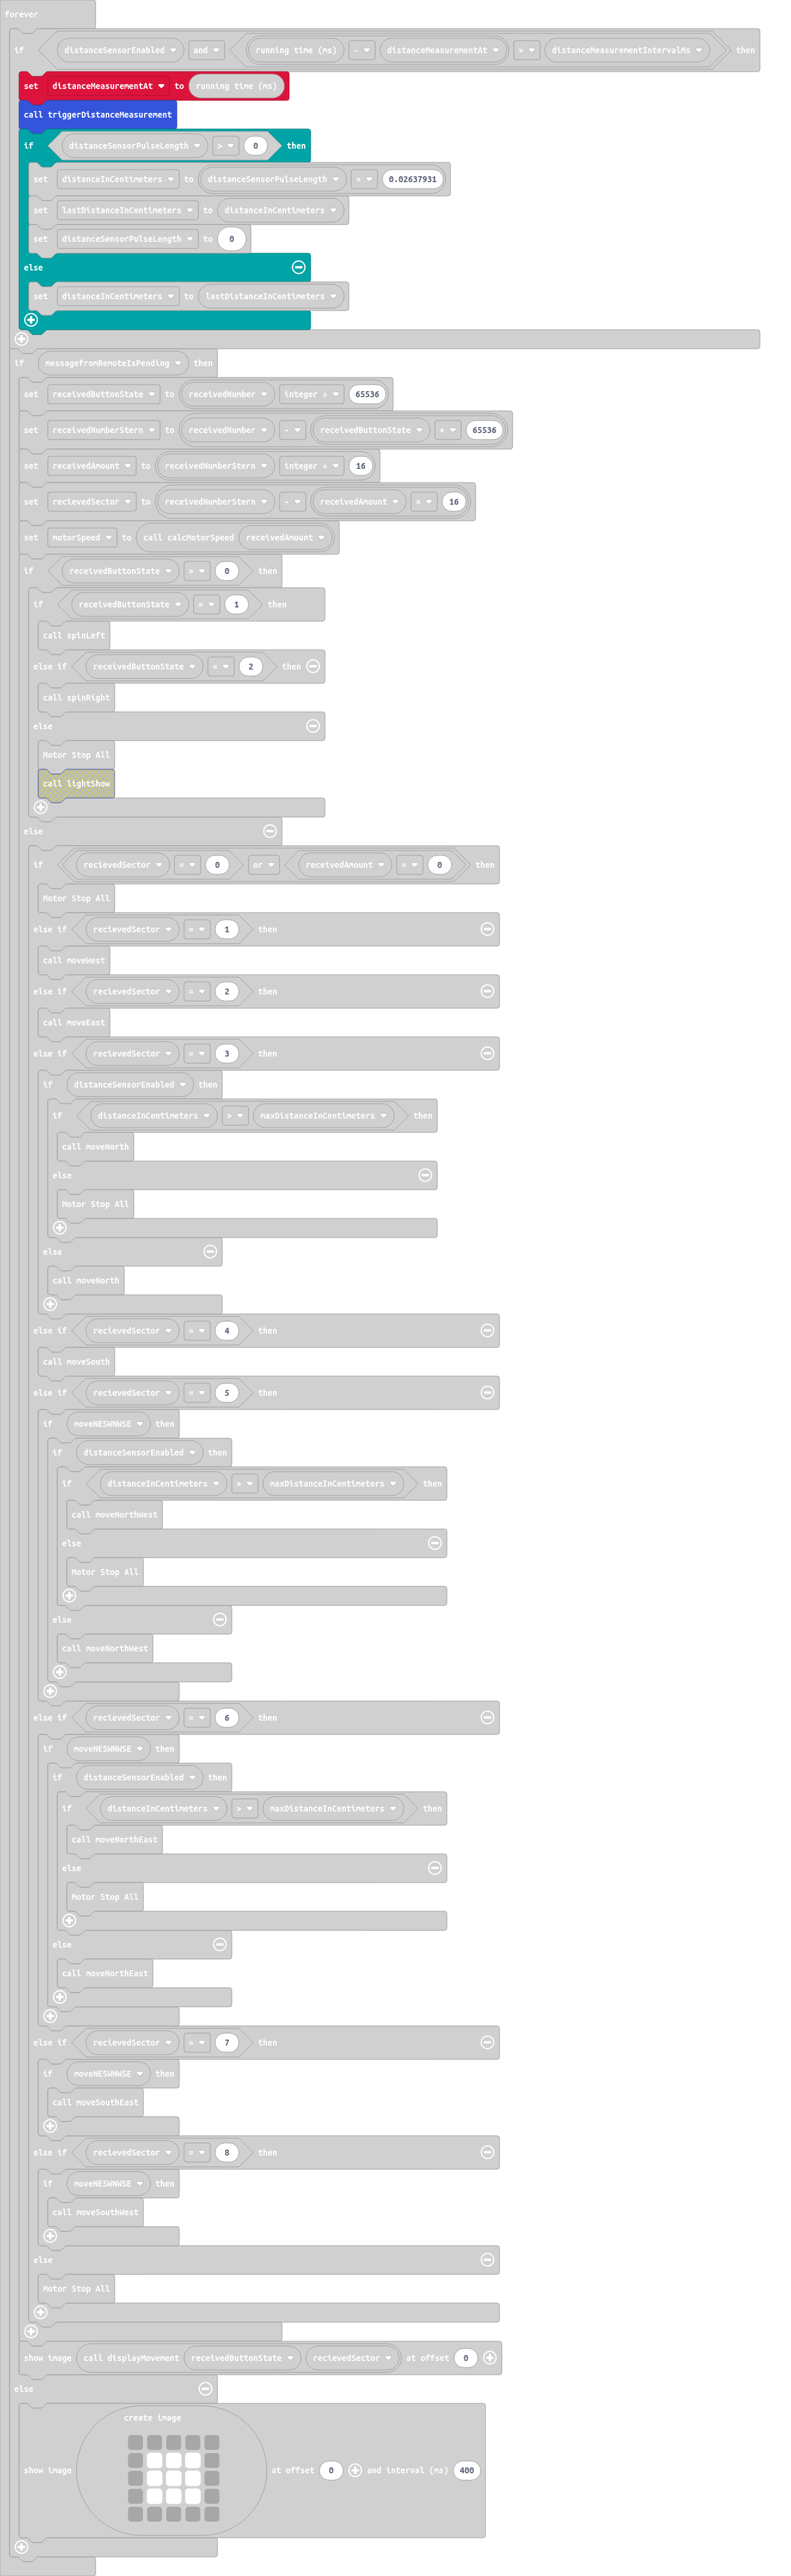 forever
if distanceSensorEnabled and running time (ms) - distanceMeasurementAt > distanceMeasurementIntervalMs then
set distanceMeasurementAt to running time (ms)
call triggerDistanceMeasurement
if distanceSensorPulseLength > 0 then
set distanceInCentimeters to distanceSensorPulseLength × 0.02637931
set lastDistanceInCentimeters to distanceInCentimeters
set distanceSensorPulseLength to 0
else
set distanceInCentimeters to lastDistanceInCentimeters
if messagefromRemoteIsPending then
set receivedButtonState to receivedNumber integer ÷ 65536
set receivedNumberStern to receivedNumber - receivedButtonState × 65536
set receivedAmount to receivedNumberStern integer ÷ 16
set recievedSector to receivedNumberStern - receivedAmount × 16
set motorSpeed to call calcMotorSpeed receivedAmount
if receivedButtonState > 0 then
if receivedButtonState = 1 then
call spinLeft
else if receivedButtonState = 2 then
call spinRight
else
Motor Stop All
call lightShow
else
if recievedSector = 0 or receivedAmount = 0 then
Motor Stop All
else if recievedSector = 1 then
call moveWest
else if recievedSector = 2 then
call moveEast
else if recievedSector = 3 then
if distanceSensorEnabled then
if distanceInCentimeters > maxDistanceInCentimeters then
call moveNorth
else
Motor Stop All
else
call moveNorth
else if recievedSector = 4 then
call moveSouth
else if recievedSector = 5 then
if moveNESWNWSE then
if distanceSensorEnabled then
if distanceInCentimeters > maxDistanceInCentimeters then
call moveNorthWest
else
Motor Stop All
else
call moveNorthWest
else if recievedSector = 6 then
if moveNESWNWSE then
if distanceSensorEnabled then
if distanceInCentimeters > maxDistanceInCentimeters then
call moveNorthEast
else
Motor Stop All
else
call moveNorthEast
else if recievedSector = 7 then
if moveNESWNWSE then
call moveSouthEast
else if recievedSector = 8 then
if moveNESWNWSE then
call moveSouthWest
else
Motor Stop All
show image call displayMovement receivedButtonState recievedSector at offset 0
else
create image
show image at offset 0 and interval (ms) 400